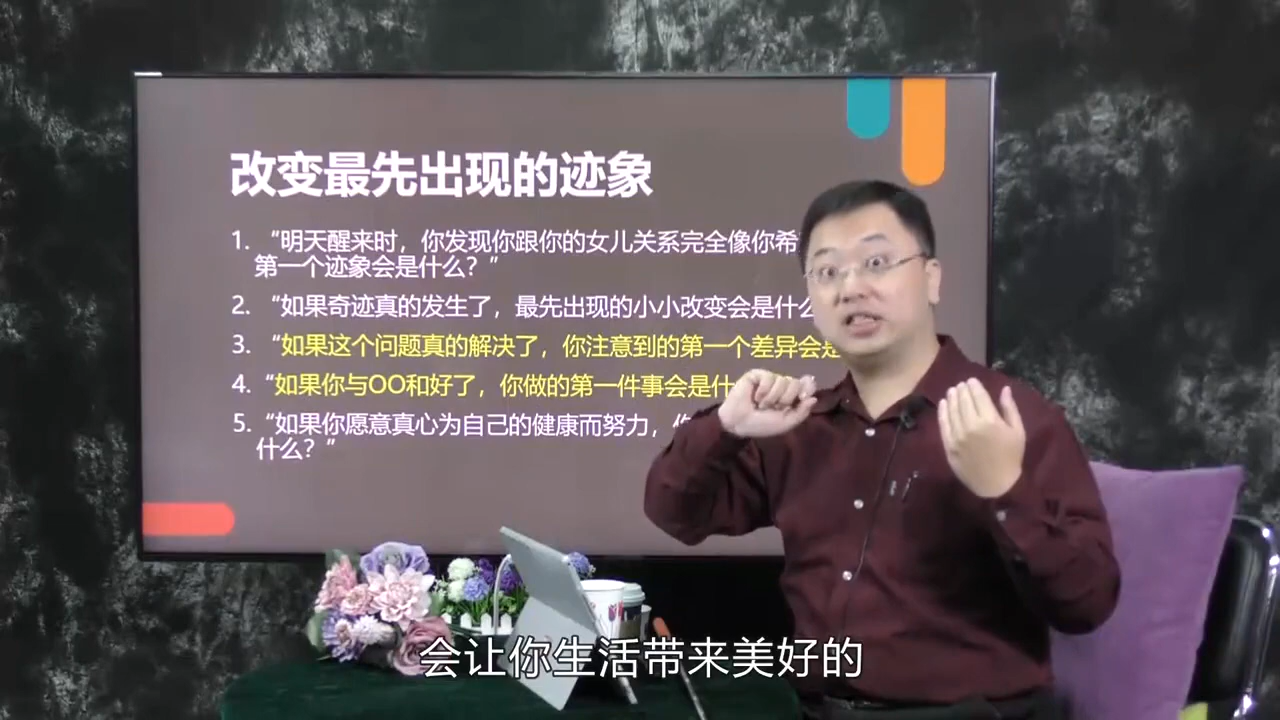 改变最先出现的迹象
1. “明天醒来时，你发现你跟你的女儿关系完全像你希
第一个迹象会是什么？”
2. “如果奇迹真的发生了，最先出现的小小改变会是什么
3. “如果这个问题真的解决了，你注意到的第一个差异会是
4. “如果你与OO和好了，你做的第一件事会是什
5. “如果你愿意真心为自己的健康而努力，你
什么？”
会让你生活带来美好的